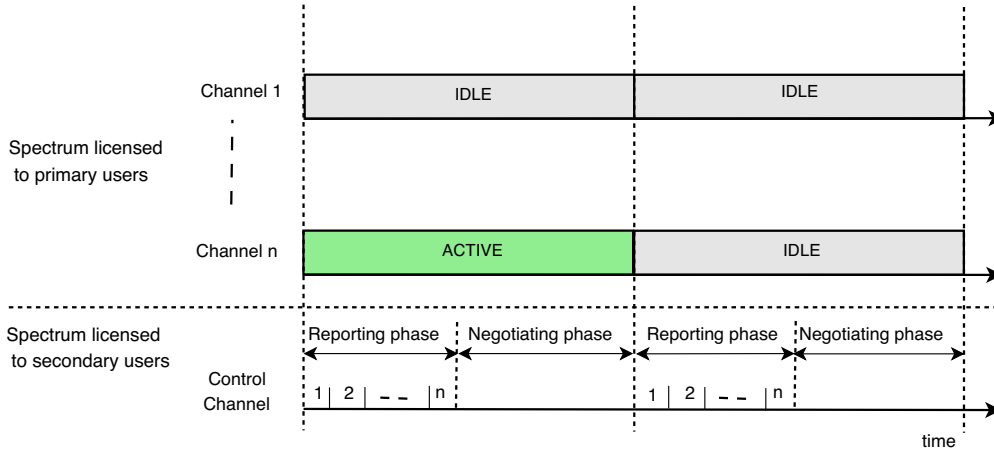 Channel 1
IDLE
IDLE
Spectrum licensed
to primary users
Channel n
ACTIVE
IDLE
Spectrum licensed
to secondary users
Reporting phase
Negotiating phase
Reporting phase
Negotiating phase
Control
Channel
1 2 n
1 2 n
time